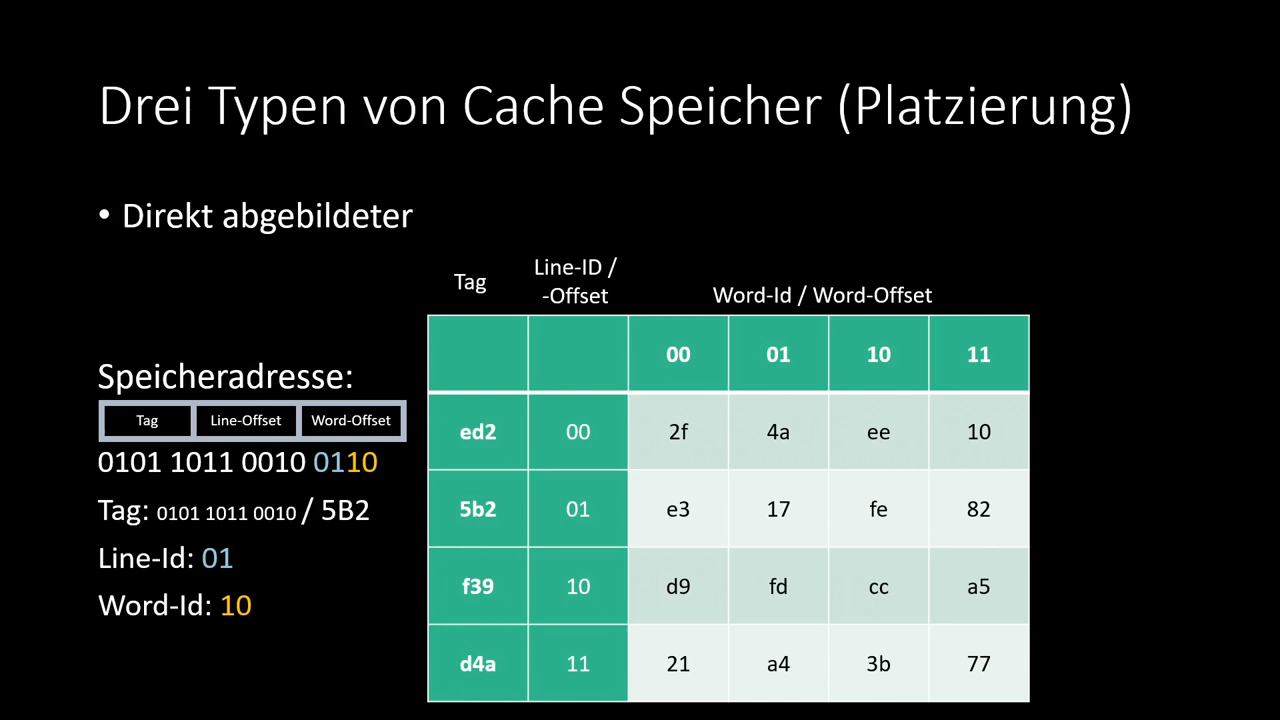 Drei Typen von Cache Speicher (Platzierung)
• Direkt abgebildeter
Speicheradresse:
Tag Line-Offset Word-Offset
0101 1011 0010 0110
Tag: 0101 1011 0010 / 5B2
Line-Id: 01
Word-Id: 10
Tag
Line-ID /
-Offset
Word-Id / Word-Offset
00 01 10 11
ed2 00 2f 4a ee 10
5b2 01 e3 17 fe 82
f39 10 d9 fd cc a5
d4a 11 21 a4 3b 77